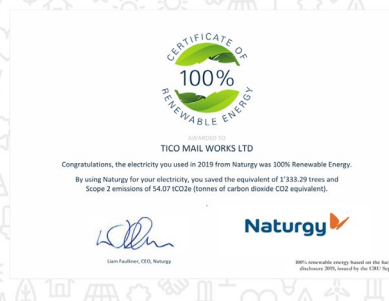 CERTIFICATE OF
100%
RENEWABLE ENERGY
AWARDED TO
TICO MAIL WORKS LTD
Congratulations, the electricity you used in 2019 from Naturgy was 100% Renewable Energy.
By using Naturgy for your electricity, you saved the equivalent of 1'333.29 trees and
Scope 2 emissions of 54.07 tCO2e (tonnes of carbon dioxide CO2 equivalent).
Naturgy
Liam Faulkner, CEO, Naturgy
100% renewable energy based on the
disclosure 2019, issued by the CRU Sep